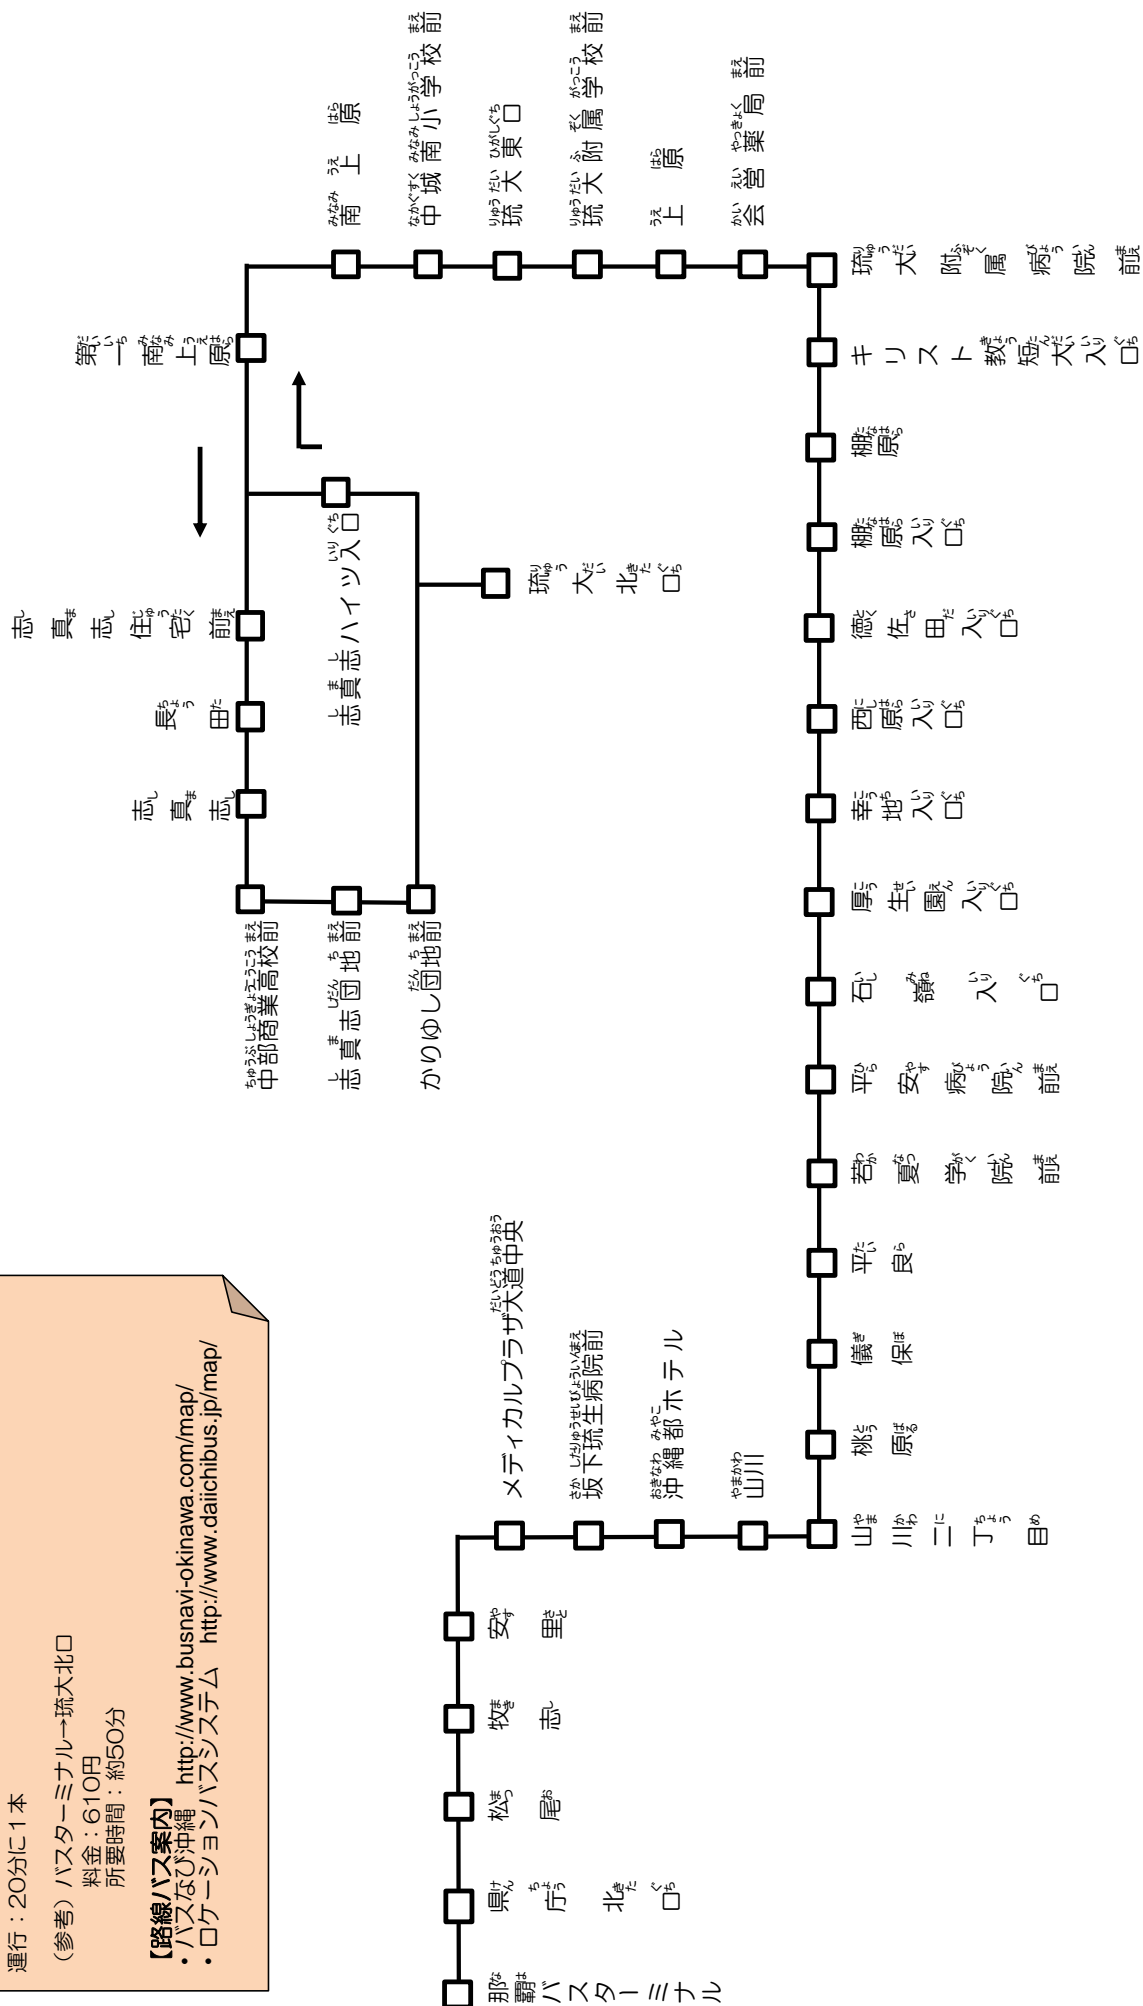 運行：20分に１本
（参考）バスターミナル→琉大北口
料金：610円
所要時間：約50分
【路線バス案内】
・バスなび沖縄　http://www.busnavi-okinawa.com/map/
・ロケーションバスシステム　http://www.daiichibus.jp/map/
那覇バスターミナル
県庁北口
松尾
牧志
安里
メディカルプラザ大道中央
坂下琉生病院前
沖縄都ホテル
山川
山川二丁目
桃原
儀保
平良
若夏学院前
平安病院前
石嶺入り口
厚生園入り口
幸地入り口
西原入り口
徳佐田入り口
棚原入り口
棚原
キリスト教短大入り口
琉大附属病院前
会営薬局前
上原
琉大附属学校前
琉大東口
中城南小学校前
南上原
第一南上原
志真志住宅前
長田
志真志
中部商業高校前
志真志団地前
かりゆし団地前
琉大北口
志真志ハイツ入口